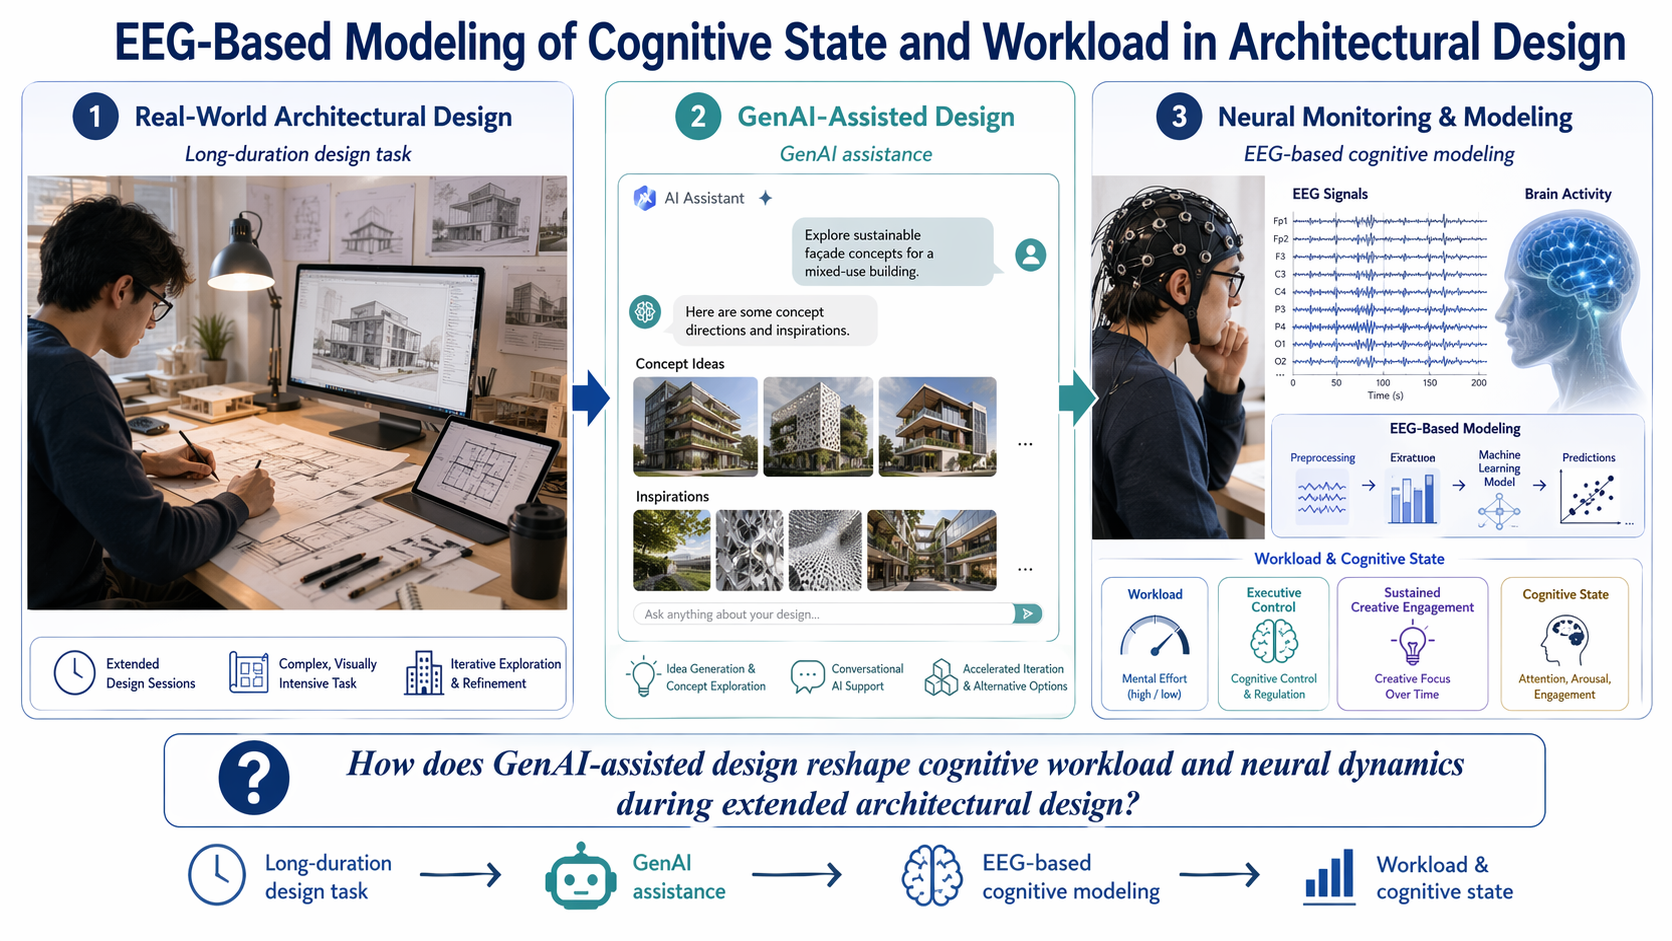 EEG-Based Modeling of Cognitive State and Workload in Architectural Design
1 Real-World Architectural Design
Long-duration design task
Extended
Design Sessions
Complex, Visually
Intensive Task
Iterative Exploration
& Refinement
2 GenAI-Assisted Design
GenAI assistance
AI Assistant
Explore sustainable
façade concepts for a
mixed-use building.
Here are some concept
directions and inspirations.
Concept Ideas
...
Inspirations
...
Ask anything about your design...
Idea Generation &
Concept Exploration
Conversational
AI Support
Accelerated Iteration
& Alternative Options
3 Neural Monitoring & Modeling
EEG-based cognitive modeling
EEG Signals
Fp1
Fp2
F3
C3
C4
P3
P4
O1
O2
...
0 50 100 150 200
Time (s)
Brain Activity
EEG-Based Modeling
Preprocessing
Exratıon
Machine
Learning
Model
Predictions
...
Workload & Cognitive State
Workload
Mental Effort
(high / low)
Executive
Control
Cognitive Control
& Regulation
Sustained
Creative Engagement
Creative Focus
Over Time
Cognitive State
Attention, Arousal,
Engagement
?
How does GenAI-assisted design reshape cognitive workload and neural dynamics
during extended architectural design?
Long-duration
design task
GenAI
assistance
EEG-based
cognitive modeling
Workload &
cognitive state